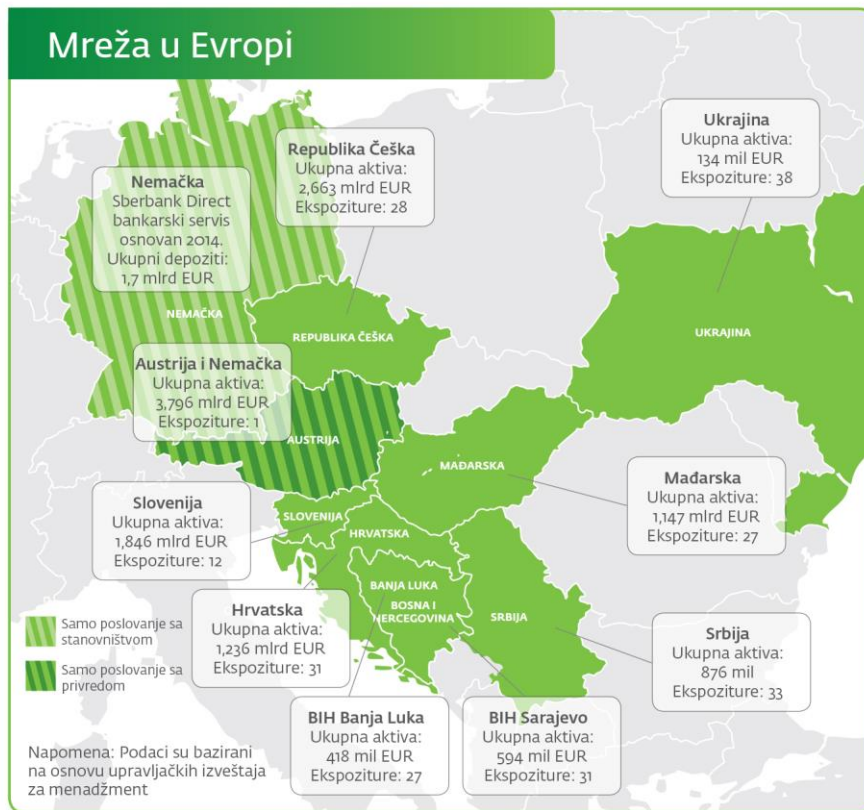 Mreža u Evropi
Ukrajina
Ukupna aktiva:
134 mil EUR
Ekspoziture: 38
Republika Češka
Ukupna aktiva:
2,663 mlrd EUR
Ekspoziture: 28
Nemačka
Sberbank Direct
bankarski servis
osnovan 2014.
Ukupni depoziti:
1,7 mlrd EUR
NEMAČKA
REPUBLIKA ČEŠKA
UKRAJINA
Austrija i Nemačka
Ukupna aktiva:
3,796 mlrd EUR
Ekspoziture: 1
AUSTRIJA
MAĐARSKA
Mađarska
Ukupna aktiva:
1,147 mlrd EUR
Ekspoziture: 27
Slovenija
Ukupna aktiva:
1,846 mlrd EUR
Ekspoziture: 12
SLOVENIJA
HRVATSKA
BANJA LUKA
BOSNA I
HERCEGOVINA
SRBIJA
Hrvatska
Ukupna aktiva:
1,236 mlrd EUR
Ekspoziture: 31
Srbija
Ukupna aktiva:
876 mil
Ekspoziture: 33
Samo poslovanje sa
stanovništvom
Samo poslovanje sa
privredom
BIH Banja Luka
Ukupna aktiva:
418 mil EUR
Ekspoziture: 27
BIH Sarajevo
Ukupna aktiva:
594 mil EUR
Ekspoziture: 31
Napomena: Podaci su bazirani
na osnovu upravljačkih izveštaja
za menadžment